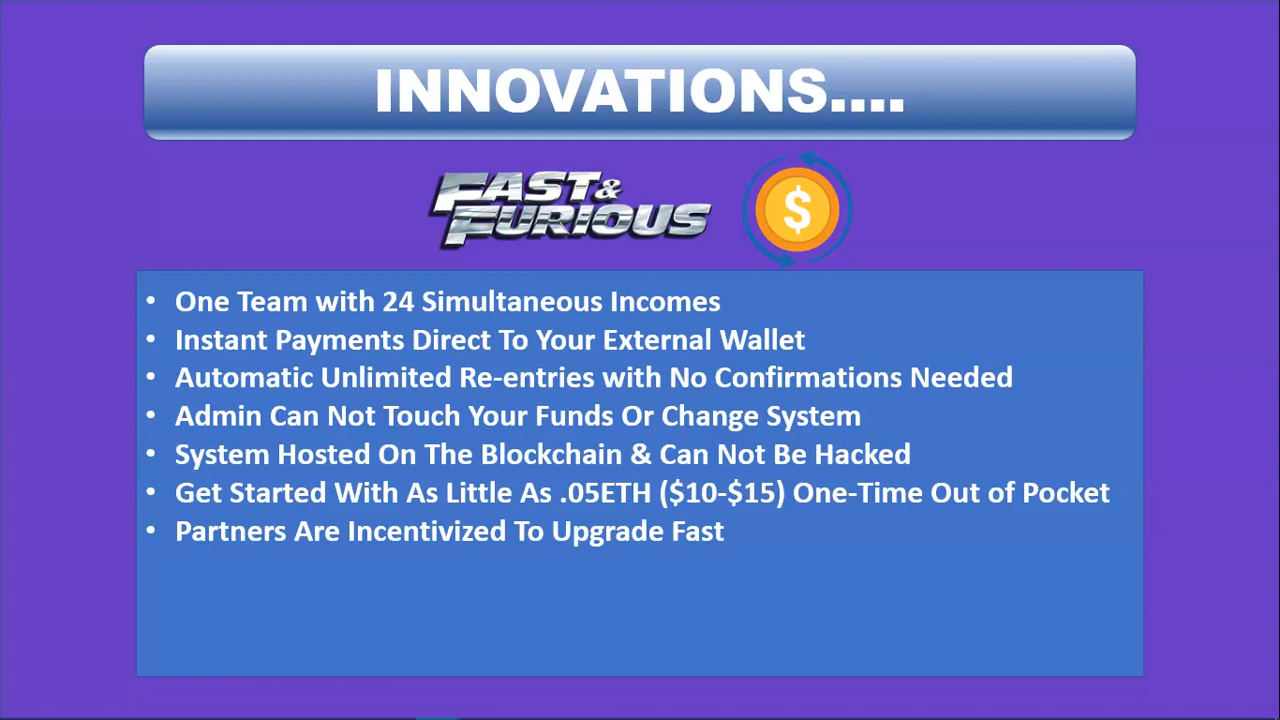 INNOVATIONS....
FAST &
FURIOUS
$
• One Team with 24 Simultaneous Incomes
• Instant Payments Direct To Your External Wallet
• Automatic Unlimited Re-entries with No Confirmations Needed
• Admin Can Not Touch Your Funds Or Change System
• System Hosted On The Blockchain & Can Not Be Hacked
• Get Started With As Little As .05ETH ($10-$15) One-Time Out of Pocket
• Partners Are Incentivized To Upgrade Fast